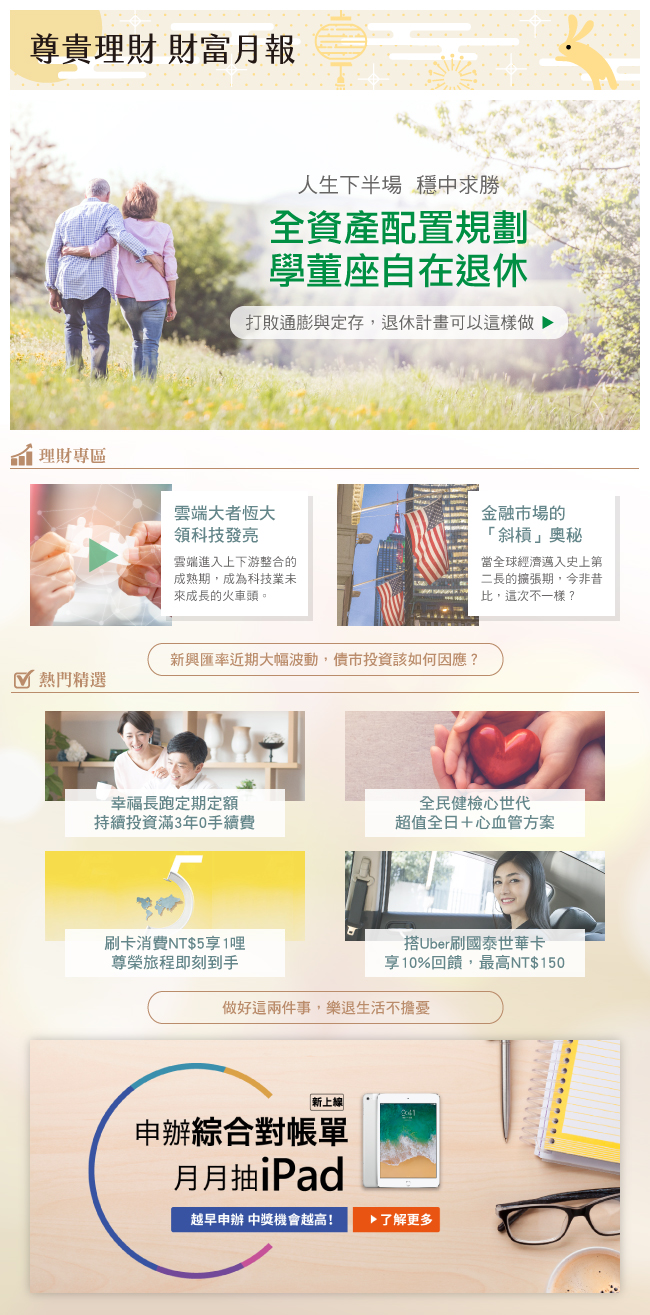 尊貴理財 財富月報
人生下半場 穩中求勝
全資產配置規劃
學董座自在退休
打敗通膨與定存，退休計畫可以這樣做
理財專區
雲端大者恆大
領科技發亮
雲端進入上下游整合的
成熟期，成為科技業未
來成長的火車頭。
金融市場的
「斜槓」奧秘
當全球經濟邁入史上第
二長的擴張期，今非昔
比，這次不一樣？
新興匯率近期大幅波動，債市投資該如何因應？
熱門精選
幸福長跑定期定額
持續投資滿3年0手續費
全民健檢心世代
超值全日＋心血管方案
5
刷卡消費NT$5享1哩
尊榮旅程即刻到手
搭Uber刷國泰世華卡
享10%回饋，最高NT$150
做好這兩件事，樂退生活不擔憂
新上線
申辦綜合對帳單
月月抽iPad
9:41
越早申辦 中獎機會越高!
了解更多